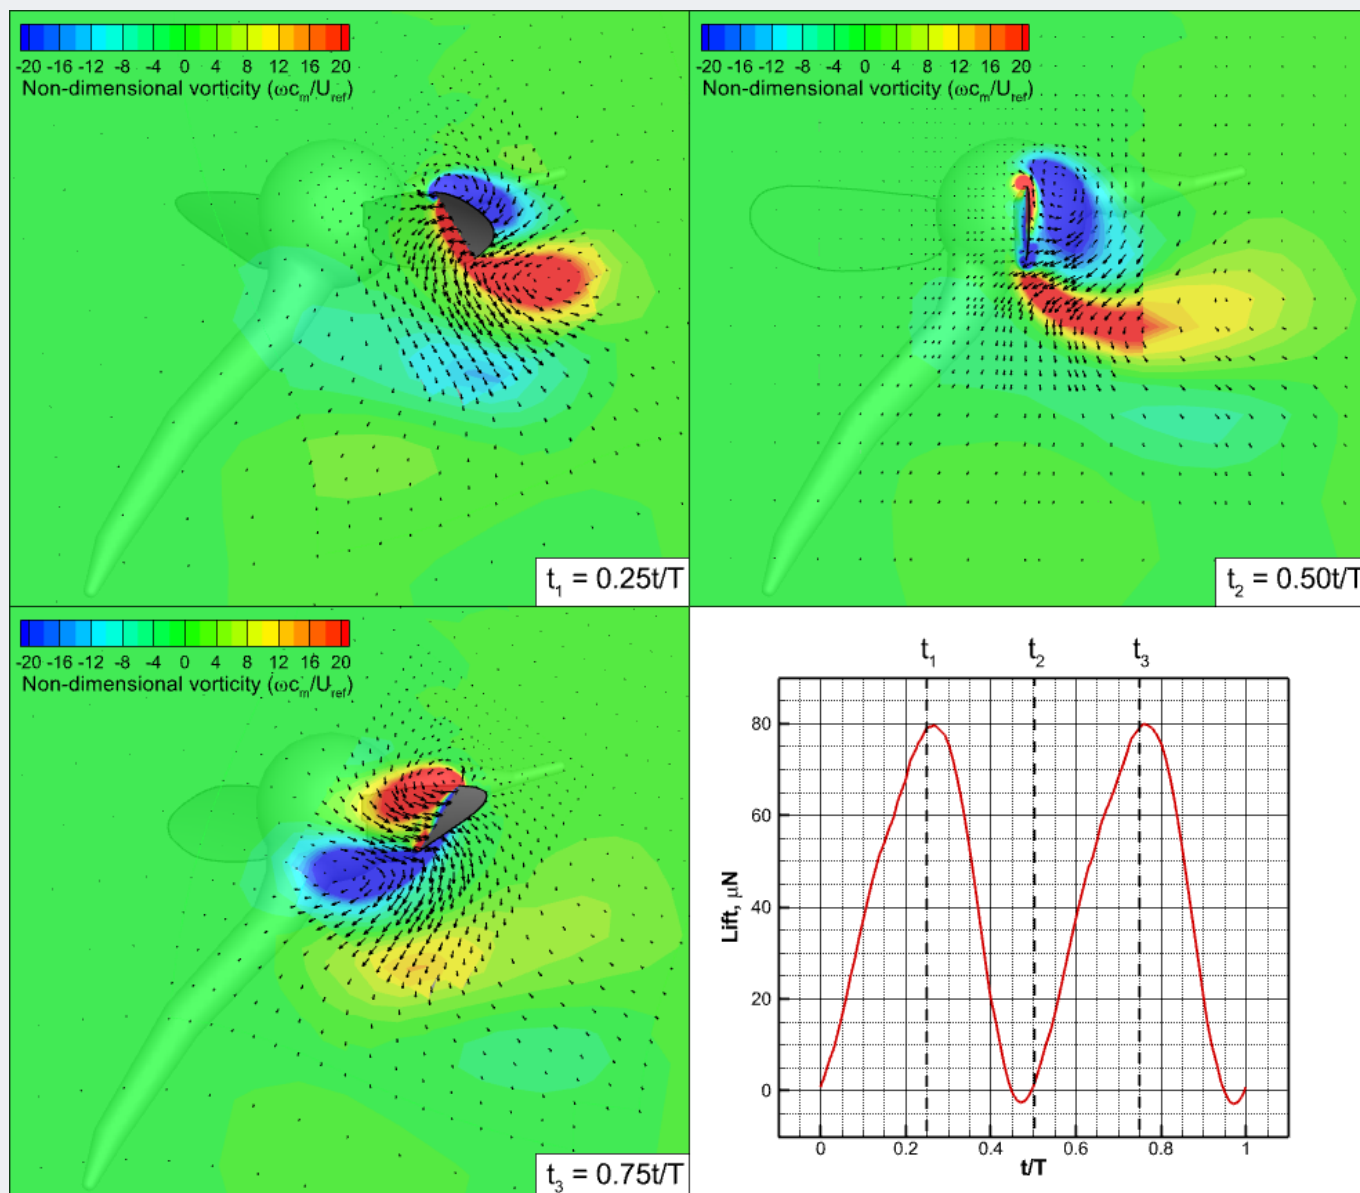 -20 -16 -12 -8 -4 0 4 8 12 16 20
Non-dimensional vorticity (ωcₘ/U_ref)
t₁ = 0.25t/T
-20 -16 -12 -8 -4 0 4 8 12 16 20
Non-dimensional vorticity (ωcₘ/U_ref)
t₂ = 0.50t/T
-20 -16 -12 -8 -4 0 4 8 12 16 20
Non-dimensional vorticity (ωcₘ/U_ref)
t₃ = 0.75t/T
t₁ t₂ t₃
80
60
40
20
0
Lift, μN
0 0.2 0.4 0.6 0.8 1
t/T